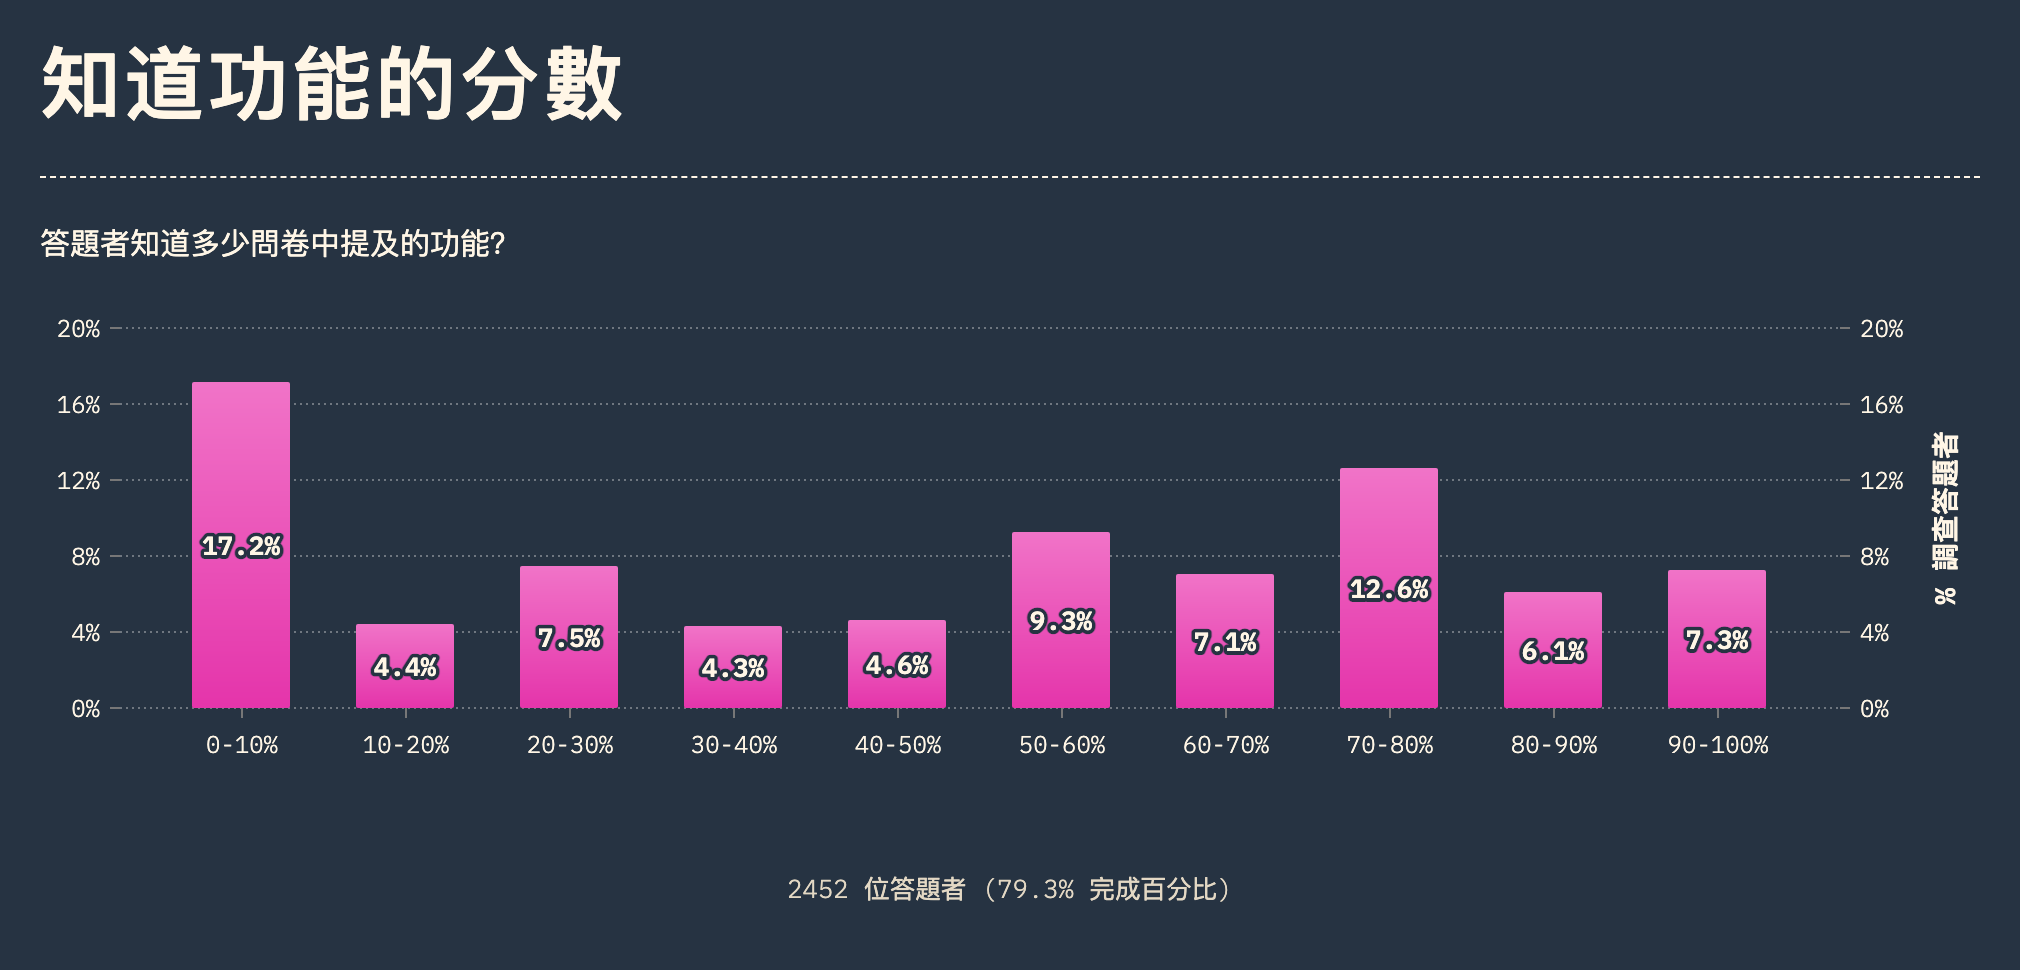 知道功能的分數
答題者知道多少問卷中提及的功能?
20% 20%
16% 16%
12% 12%
8% 8%
4% 4%
0% 0%
% 調查答題者
17.2% 4.4% 7.5% 4.3% 4.6% 9.3% 7.1% 12.6% 6.1% 7.3%
0-10% 10-20% 20-30% 30-40% 40-50% 50-60% 60-70% 70-80% 80-90% 90-100%
2452 位答題者 (79.3% 完成百分比)